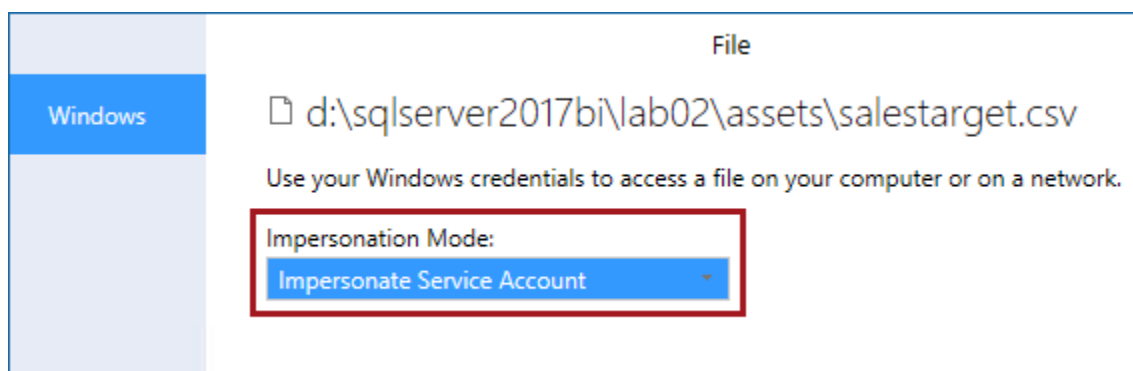 File
Windows
d:\sqlserver2017bi\lab02\assets\salestarget.csv
Use your Windows credentials to access a file on your computer or on a network.
Impersonation Mode:
Impersonate Service Account